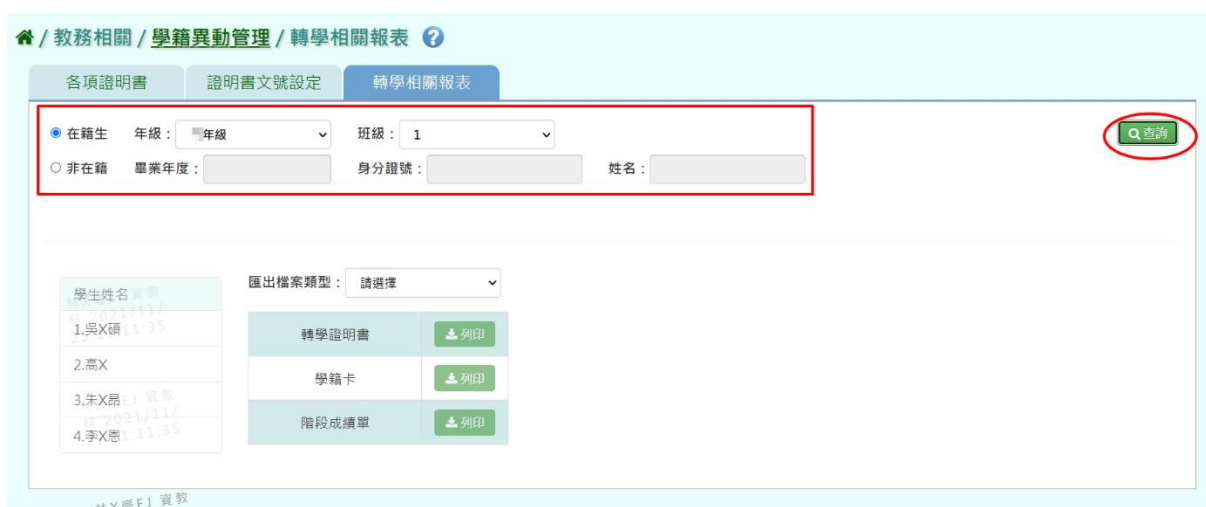 / 教務相關 / 學籍異動管理 / 轉學相關報表 ?
各項證明書 證明書文號設定 轉學相關報表
在籍生 年級： 年級 班級： 1 查詢
非在籍 畢業年度： 身分證號： 姓名：
匯出檔案類型： 請選擇
學生姓名
1.吳X碩
2.高X
3.朱X昂
4.李X恩
轉學證明書 列印
學籍卡 列印
階段成績單 列印